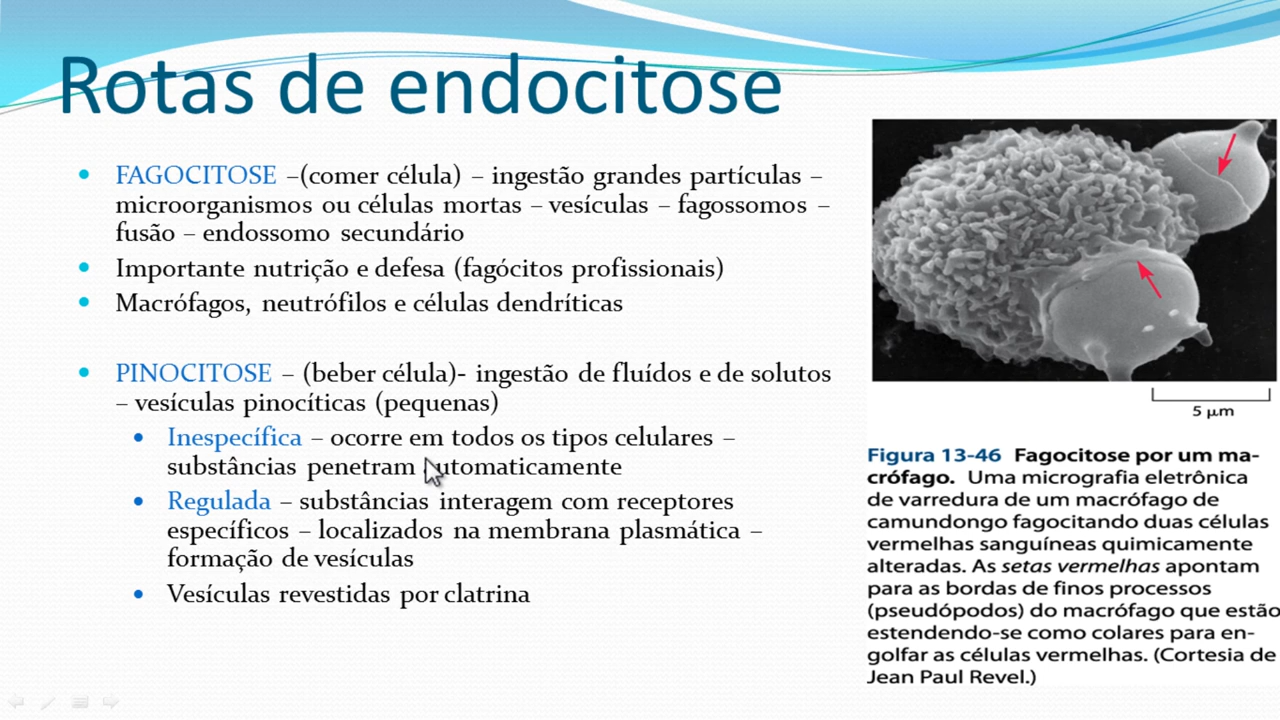 Rotas de endocitose
• FAGOCITOSE –(comer célula) – ingestão grandes partículas –
microorganismos ou células mortas – vesículas – fagossomos –
fusão – endossomo secundário
• Importante nutrição e defesa (fagócitos profissionais)
• Macrófagos, neutrófilos e células dendríticas
• PINOCITOSE – (beber célula)- ingestão de fluídos e de solutos
– vesículas pinocíticas (pequenas)
• Inespecífica – ocorre em todos os tipos celulares –
substâncias penetram automaticamente
• Regulada – substâncias interagem com receptores
específicos – localizados na membrana plasmática –
formação de vesículas
• Vesículas revestidas por clatrina
5 µm
Figura 13-46 Fagocitose por um ma-
crófago. Uma micrografia eletrônica
de varredura de um macrófago de
camundongo fagocitando duas células
vermelhas sanguíneas quimicamente
alteradas. As setas vermelhas apontam
para as bordas de finos processos
(pseudópodos) do macrófago que estão
estendendo-se como colares para en-
golfar as células vermelhas. (Cortesia de
Jean Paul Revel.)